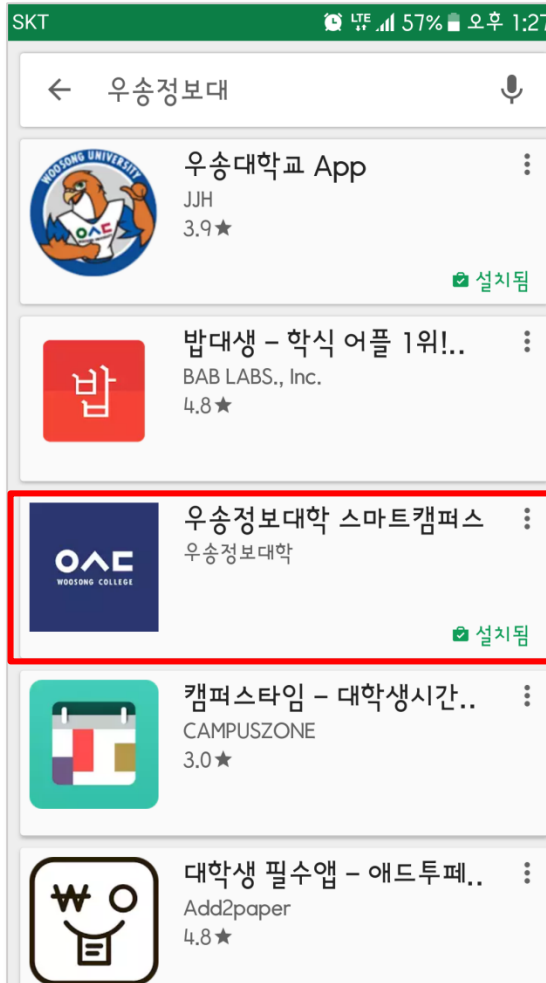 SKT LTE 57% 오후 1:27
우송정보대
WOOSONG UNIVERSITY
우송대학교 App
JJH
3.9★
설치됨
밥
밥대생 – 학식 어플 1위!..
BAB LABS., Inc.
4.8★
WOOSONG COLLEGE
우송정보대학 스마트캠퍼스
우송정보대학
설치됨
캠퍼스타임 – 대학생시간..
CAMPUSZONE
3.0★
대학생 필수앱 – 애드투페..
Add2paper
4.8★